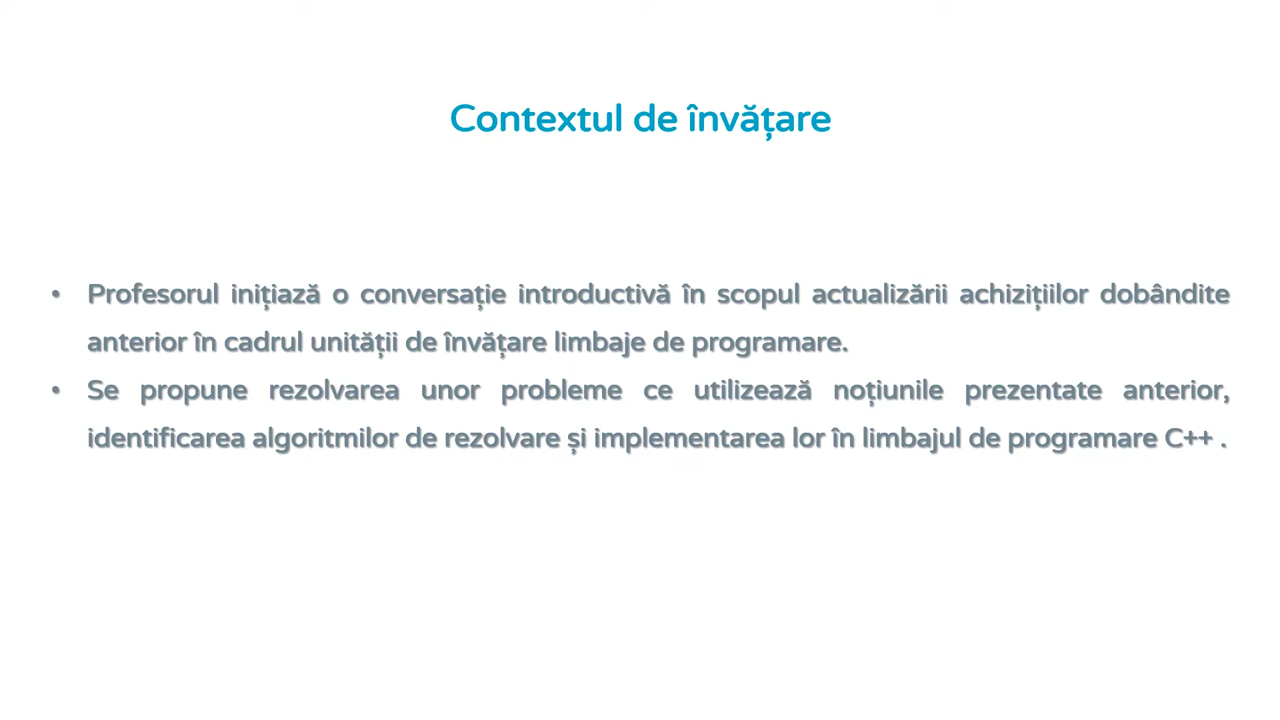 Contextul de învățare
• Profesorul inițiază o conversație introductivă în scopul actualizării achizițiilor dobândite
anterior în cadrul unității de învățare limbaje de programare.
• Se propune rezolvarea unor probleme ce utilizează noțiunile prezentate anterior,
identificarea algoritmilor de rezolvare și implementarea lor în limbajul de programare C++ .